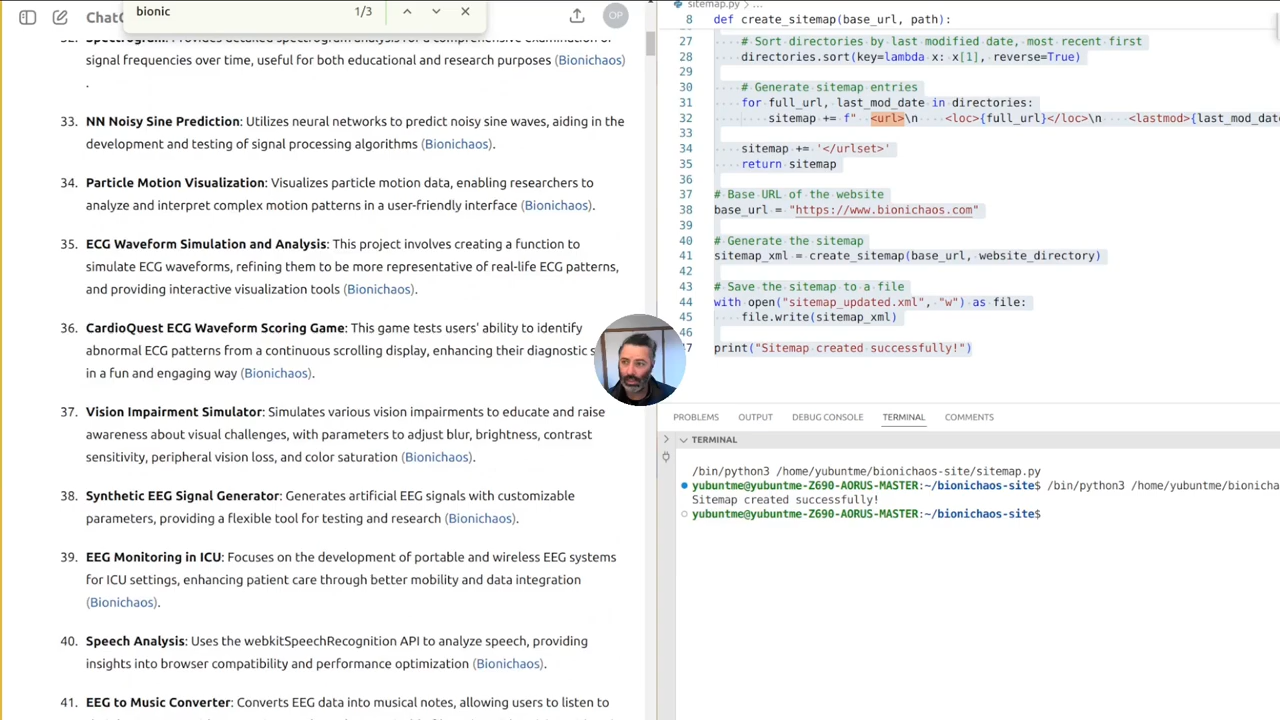 bionic
1/3
ChatG
OP
32. Spectrogram: Provides detailed spectrogram analysis for a comprehensive examination of
signal frequencies over time, useful for both educational and research purposes (Bionichaos)
.
33. NN Noisy Sine Prediction: Utilizes neural networks to predict noisy sine waves, aiding in the
development and testing of signal processing algorithms (Bionichaos).
34. Particle Motion Visualization: Visualizes particle motion data, enabling researchers to
analyze and interpret complex motion patterns in a user-friendly interface (Bionichaos).
35. ECG Waveform Simulation and Analysis: This project involves creating a function to
simulate ECG waveforms, refining them to be more representative of real-life ECG patterns,
and providing interactive visualization tools (Bionichaos).
36. CardioQuest ECG Waveform Scoring Game: This game tests users' ability to identify
abnormal ECG patterns from a continuous scrolling display, enhancing their diagnostic s
in a fun and engaging way (Bionichaos).
37. Vision Impairment Simulator: Simulates various vision impairments to educate and raise
awareness about visual challenges, with parameters to adjust blur, brightness, contrast
sensitivity, peripheral vision loss, and color saturation (Bionichaos).
38. Synthetic EEG Signal Generator: Generates artificial EEG signals with customizable
parameters, providing a flexible tool for testing and research (Bionichaos).
39. EEG Monitoring in ICU: Focuses on the development of portable and wireless EEG systems
for ICU settings, enhancing patient care through better mobility and data integration
(Bionichaos).
40. Speech Analysis: Uses the webkitSpeechRecognition API to analyze speech, providing
insights into browser compatibility and performance optimization (Bionichaos).
41. EEG to Music Converter: Converts EEG data into musical notes, allowing users to listen to
sitemap.py > ...
8 def create_sitemap(base_url, path):
27 # Sort directories by last modified date, most recent first
28 directories.sort(key=lambda x: x[1], reverse=True)
29
30 # Generate sitemap entries
31 for full_url, last_mod_date in directories:
32 sitemap += f" <url>\n <loc>{full_url}</loc>\n <lastmod>{last_mod_date
33
34 sitemap += '</urlset>'
35 return sitemap
36
37 # Base URL of the website
38 base_url = "https://www.bionichaos.com"
39
40 # Generate the sitemap
41 sitemap_xml = create_sitemap(base_url, website_directory)
42
43 # Save the sitemap to a file
44 with open("sitemap_updated.xml", "w") as file:
45 file.write(sitemap_xml)
46
47 print("Sitemap created successfully!")
PROBLEMS OUTPUT DEBUG CONSOLE TERMINAL COMMENTS
TERMINAL
/bin/python3 /home/yubuntme/bionichaos-site/sitemap.py
yubuntme@yubuntme-Z690-AORUS-MASTER:~/bionichaos-site$ /bin/python3 /home/yubuntme/bionicha
Sitemap created successfully!
yubuntme@yubuntme-Z690-AORUS-MASTER:~/bionichaos-site$